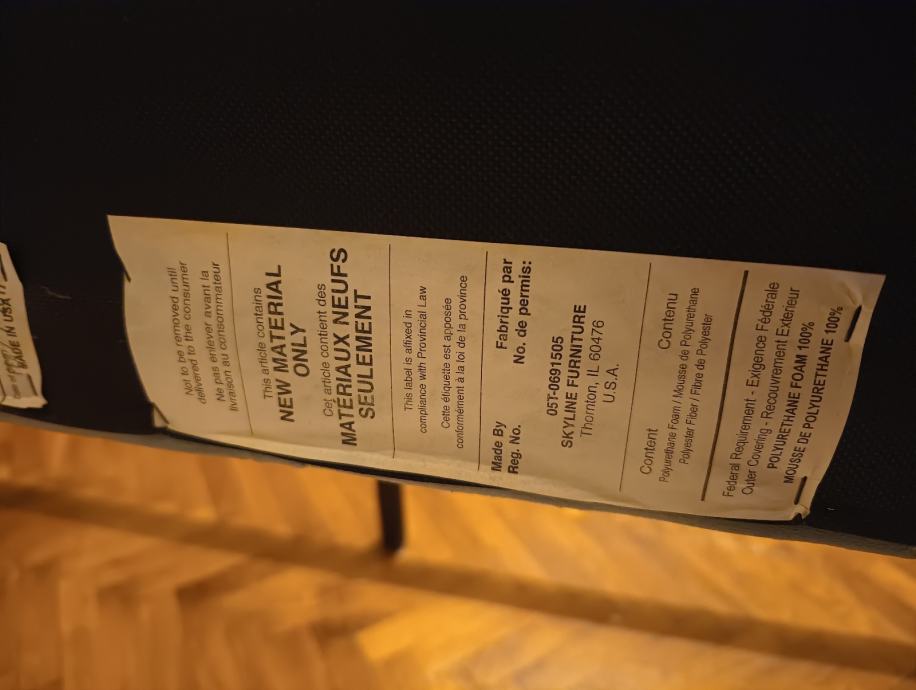 MADE IN USA
Not to be removed until
delivered to the consumer
Ne pas enlever avant la
livraison au consommateur
This article contains
NEW MATERIAL
ONLY
Cet article contient des
MATERIAUX NEUFS
SEULEMENT
This label is affixed in
compliance with Provincial Law
Cette étiquette est apposée
conformément à la loi de la province
Made By Fabriqué par
Reg. No. No. de permis:
05T-0691505
SKYLINE FURNITURE
Thornton, IL 60476
U.S.A.
Content Contenu
Polyurethane Foam / Mousse de Polyurethane
Polyester Fiber / Fibre de Polyester
Federal Requirement - Exigence Fédérale
Outer Covering - Recouvrement Exterieur
POLYURETHANE FOAM 100%
MOUSSE DE POLYURETHANE 100%